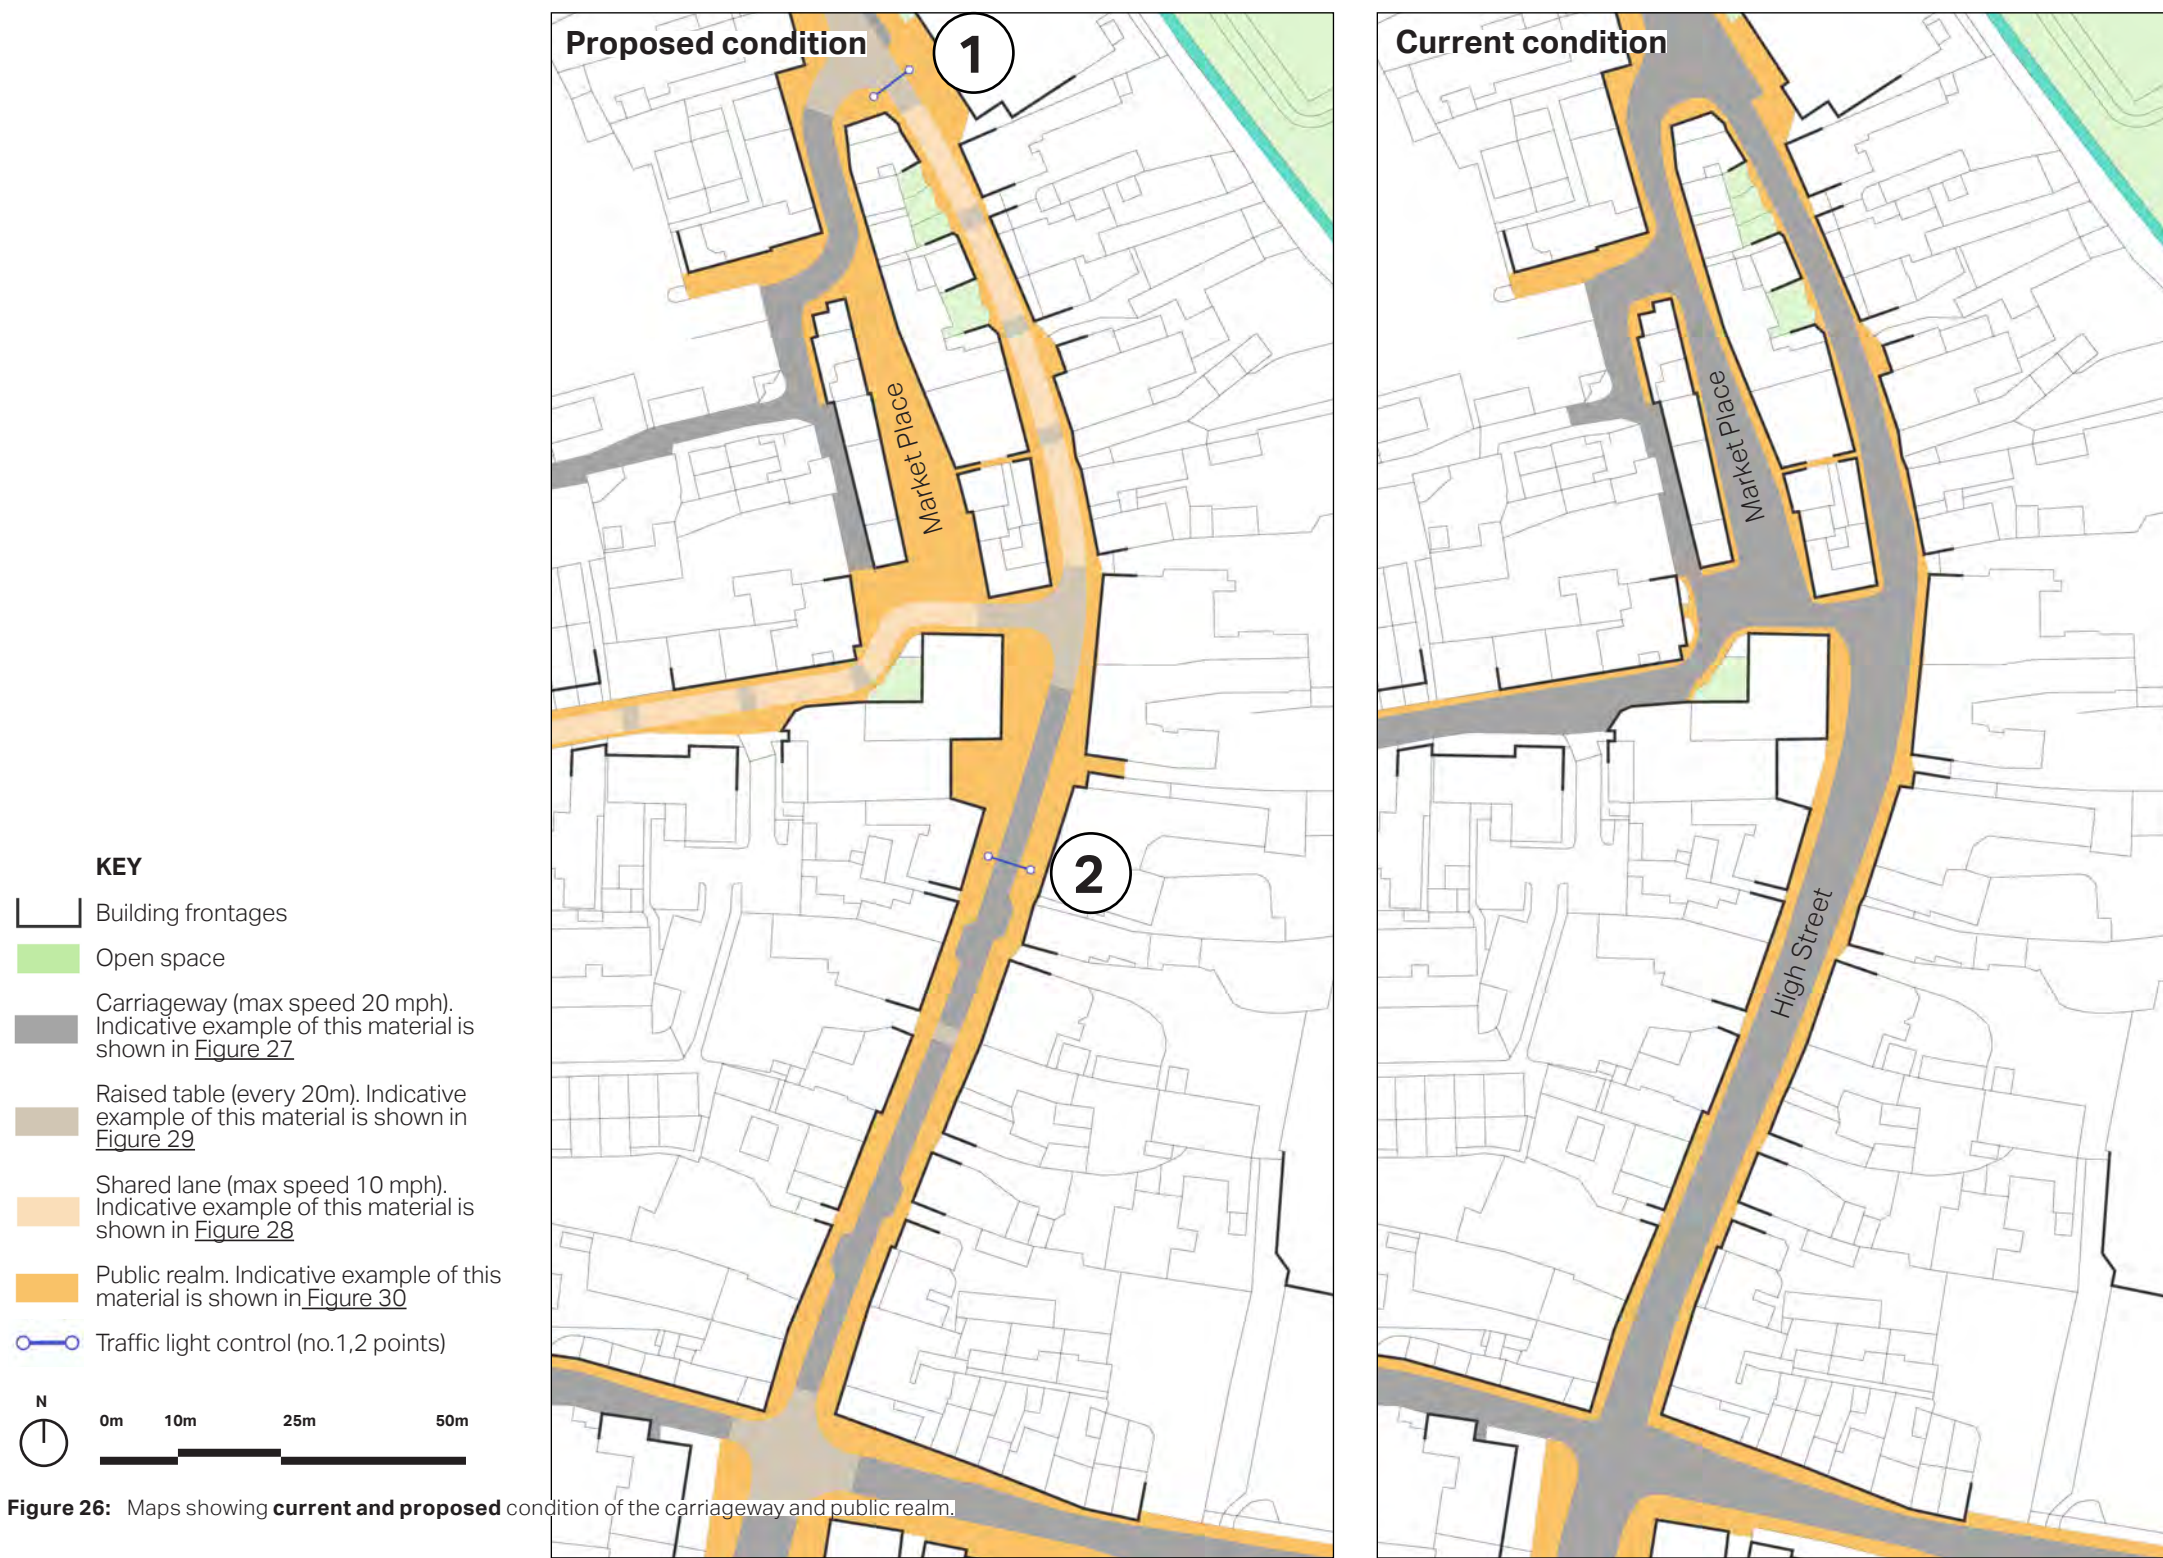 Proposed condition
1
Market Place
2
Current condition
Market Place
High Street
KEY
Building frontages
Open space
Carriageway (max speed 20 mph).
Indicative example of this material is
shown in Figure 27
Raised table (every 20m). Indicative
example of this material is shown in
Figure 29
Shared lane (max speed 10 mph).
Indicative example of this material is
shown in Figure 28
Public realm. Indicative example of this
material is shown in Figure 30
Traffic light control (no.1,2 points)
N
0m 10m 25m 50m
Figure 26: Maps showing current and proposed condition of the carriageway and public realm.